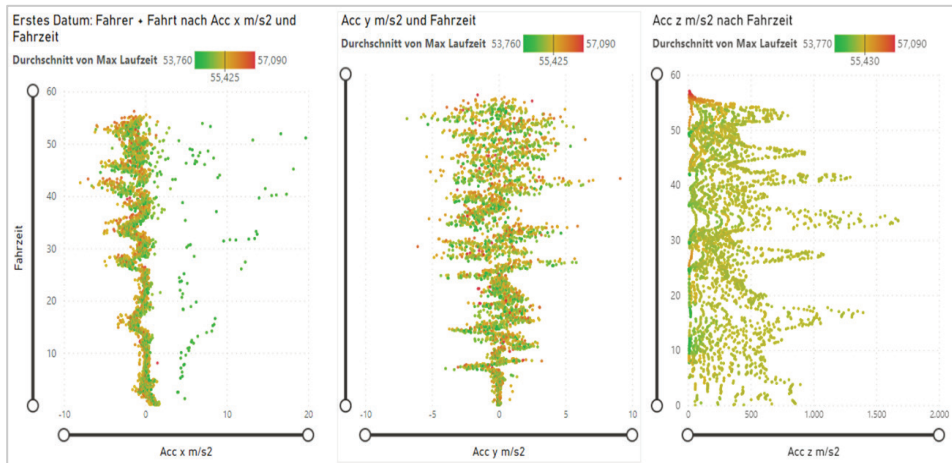 Erstes Datum: Fahrer + Fahrt nach Acc x m/s2 und
Fahrzeit
Durchschnitt von Max Laufzeit 53,760 57,090
55,425
60
50
40
30
20
10
Fahrzeit
-10 0 10 20
Acc x m/s2
Acc y m/s2 und Fahrzeit
Durchschnitt von Max Laufzeit 53,760 57,090
55,425
-10 -5 0 5 10
Acc y m/s2
Acc z m/s2 nach Fahrzeit
Durchschnitt von Max Laufzeit 53,770 57,090
55,430
60
50
40
30
20
10
0
0 500 1.000 1.500 2.000
Acc z m/s2